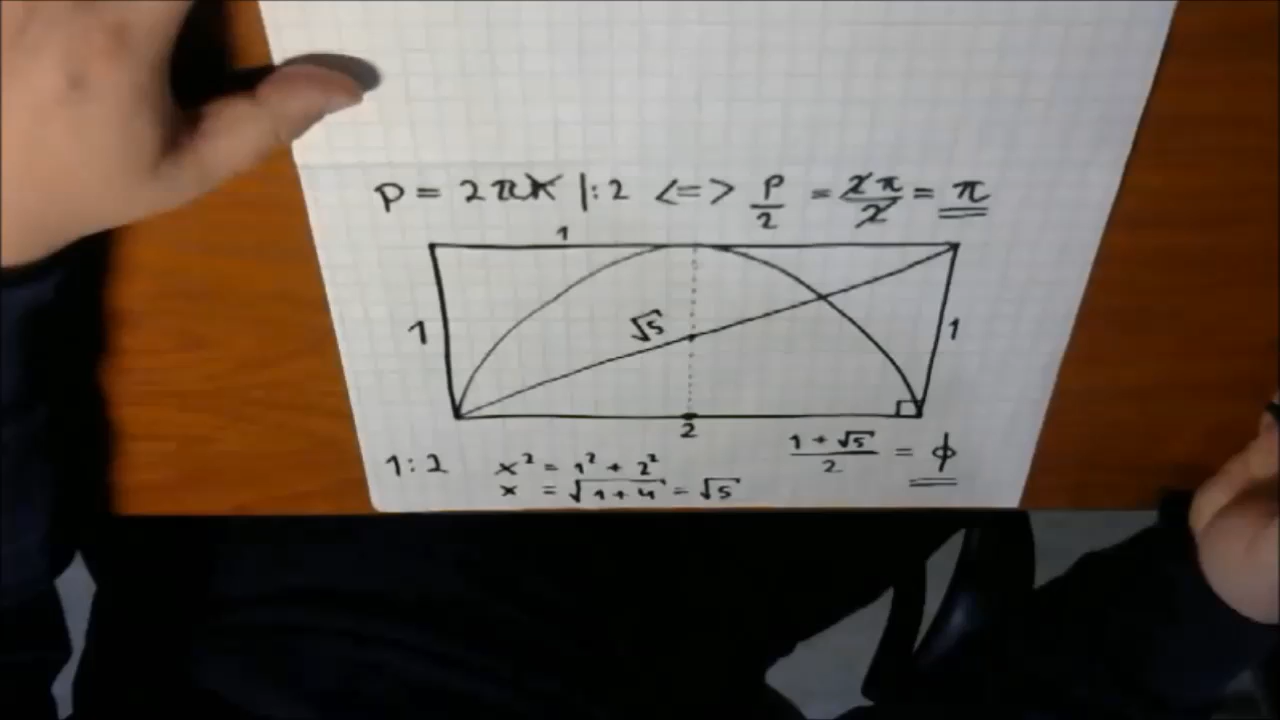 P = 2πr |:2 <=> P/2 = 2π/2 = π
1
1 √5 1
2
1:2 x² = 1² + 2² (1 + √5)/2 = ϕ
x = √(1+4) = √5